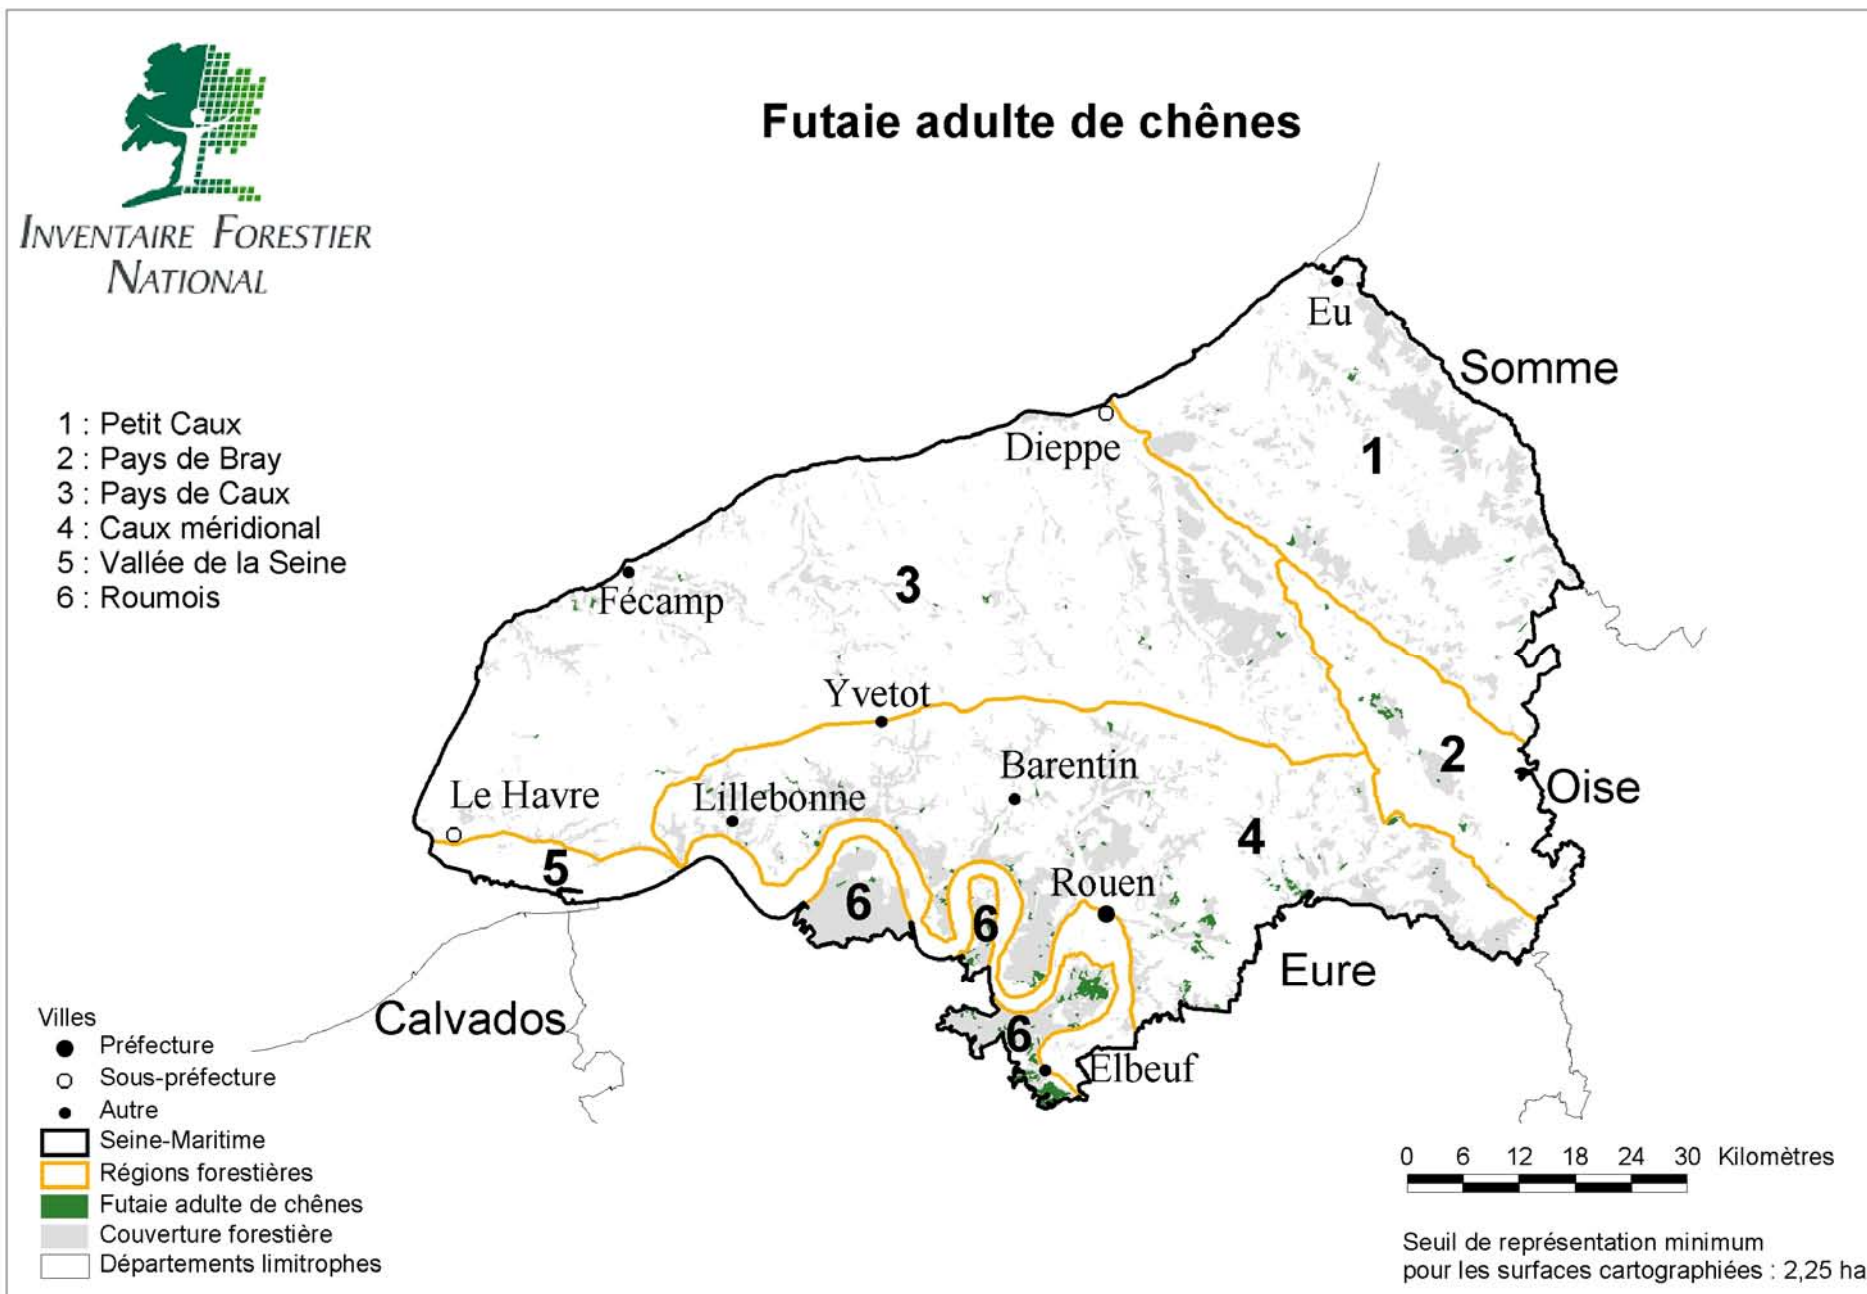 Futaie adulte de chênes
INVENTAIRE FORESTIER
NATIONAL
1 : Petit Caux
2 : Pays de Bray
3 : Pays de Caux
4 : Caux méridional
5 : Vallée de la Seine
6 : Roumois
Eu
Somme
Dieppe
1
3
Fécamp
Yvetot
2
Barentin
Oise
Le Havre
Lillebonne
4
5
Rouen
6
6
Eure
Calvados
6
Elbeuf
Villes
Préfecture
Sous-préfecture
Autre
Seine-Maritime
Régions forestières
Futaie adulte de chênes
Couverture forestière
Départements limitrophes
0 6 12 18 24 30 Kilomètres
Seuil de représentation minimum
pour les surfaces cartographiées : 2,25 ha